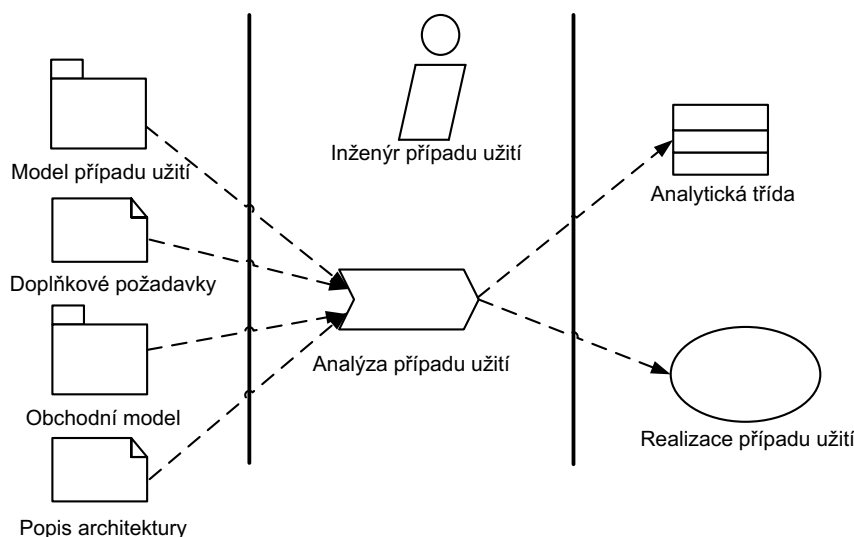 Model případu užití
Doplňkové požadavky
Obchodní model
Popis architektury
Inženýr případu užití
Analýza případu užití
Analytická třída
Realizace případu užití